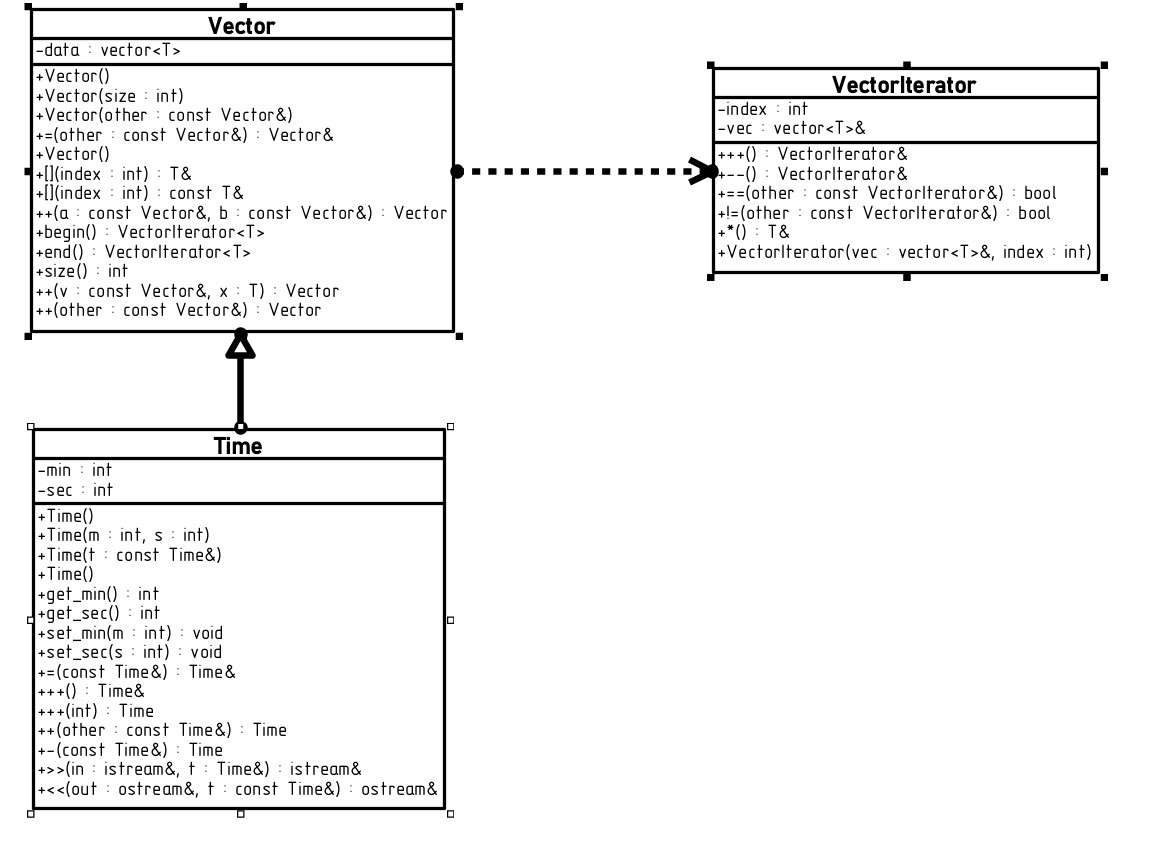 Vector
-data : vector<T>
+Vector()
+Vector(size : int)
+Vector(other : const Vector&)
+=(other : const Vector&) : Vector&
+Vector()
+[](index : int) : T&
+[](index : int) : const T&
++(a : const Vector&, b : const Vector&) : Vector
+begin() : VectorIterator<T>
+end() : VectorIterator<T>
+size() : int
++(v : const Vector&, x : T) : Vector
++(other : const Vector&) : Vector
VectorIterator
-index : int
-vec : vector<T>&
+++() : VectorIterator&
+--() : VectorIterator&
+==(other : const VectorIterator&) : bool
+!=(other : const VectorIterator&) : bool
+*() : T&
+VectorIterator(vec : vector<T>&, index : int)
Time
-min : int
-sec : int
+Time()
+Time(m : int, s : int)
+Time(t : const Time&)
+Time()
+get_min() : int
+get_sec() : int
+set_min(m : int) : void
+set_sec(s : int) : void
+=(const Time&) : Time&
+++() : Time&
+++(int) : Time
++(other : const Time&) : Time
+-(const Time&) : Time
+>>(in : istream&, t : Time&) : istream&
+<<(out : ostream&, t : const Time&) : ostream&